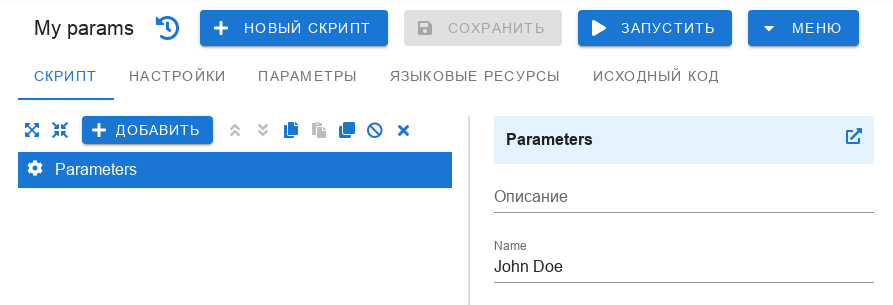 My params НОВЫЙ СКРИПТ СОХРАНИТЬ ЗАПУСТИТЬ МЕНЮ
СКРИПТ НАСТРОЙКИ ПАРАМЕТРЫ ЯЗЫКОВЫЕ РЕСУРСЫ ИСХОДНЫЙ КОД
ДОБАВИТЬ
Parameters
Parameters
Описание
Name
John Doe